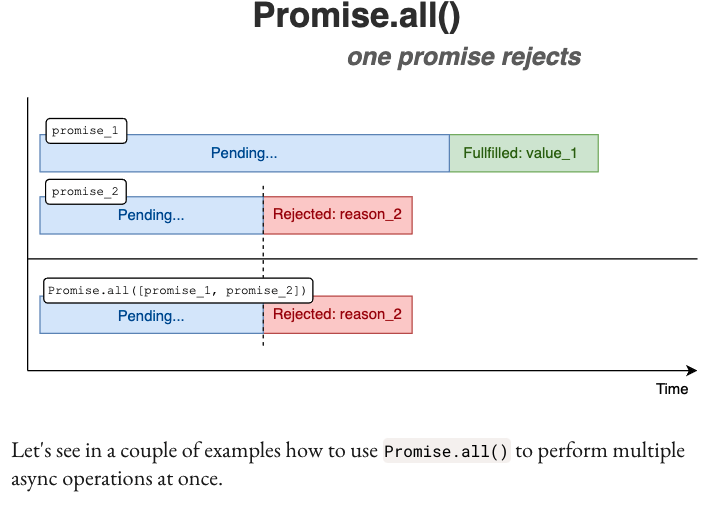 Promise.all()
one promise rejects
promise_1
Pending...
Fullfilled: value_1
promise_2
Pending...
Rejected: reason_2
Promise.all([promise_1, promise_2])
Pending...
Rejected: reason_2
Time
Let's see in a couple of examples how to use Promise.all() to perform multiple
async operations at once.